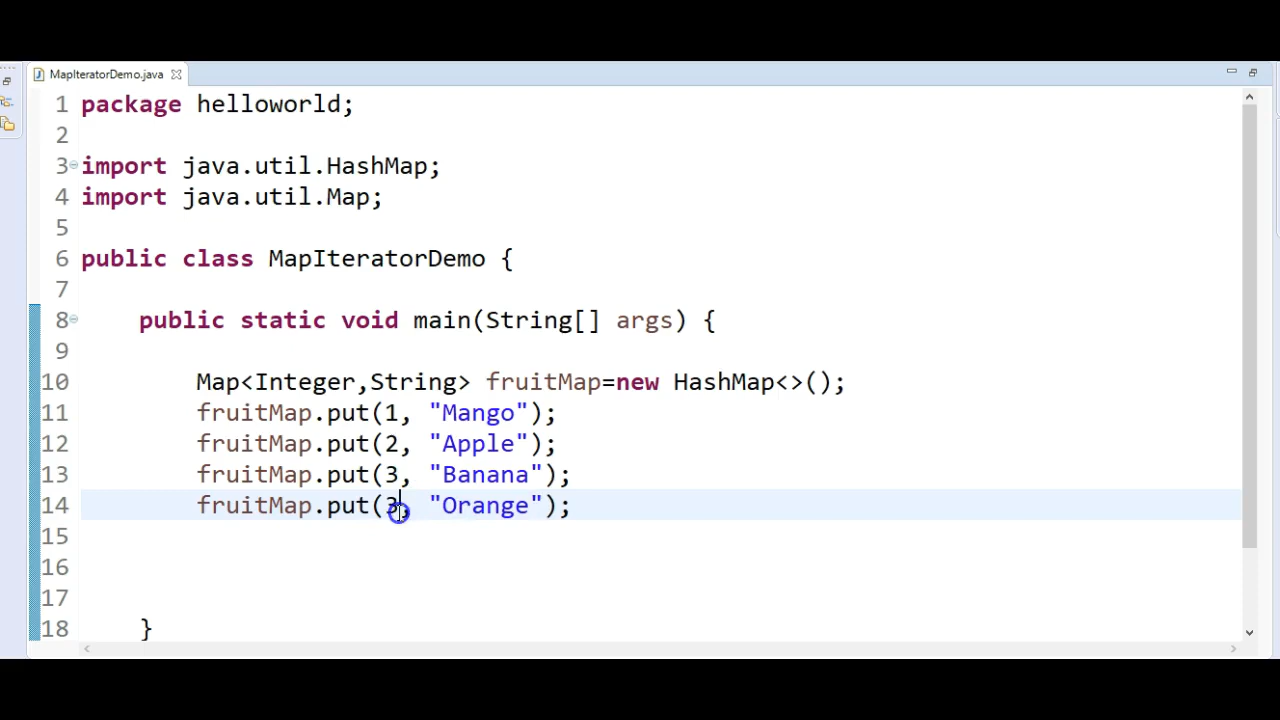 MapIteratorDemo.java
1 package helloworld;
2
3 import java.util.HashMap;
4 import java.util.Map;
5
6 public class MapIteratorDemo {
7
8 public static void main(String[] args) {
9
10 Map<Integer,String> fruitMap=new HashMap<>();
11 fruitMap.put(1, "Mango");
12 fruitMap.put(2, "Apple");
13 fruitMap.put(3, "Banana");
14 fruitMap.put(3, "Orange");
15
16
17
18 }